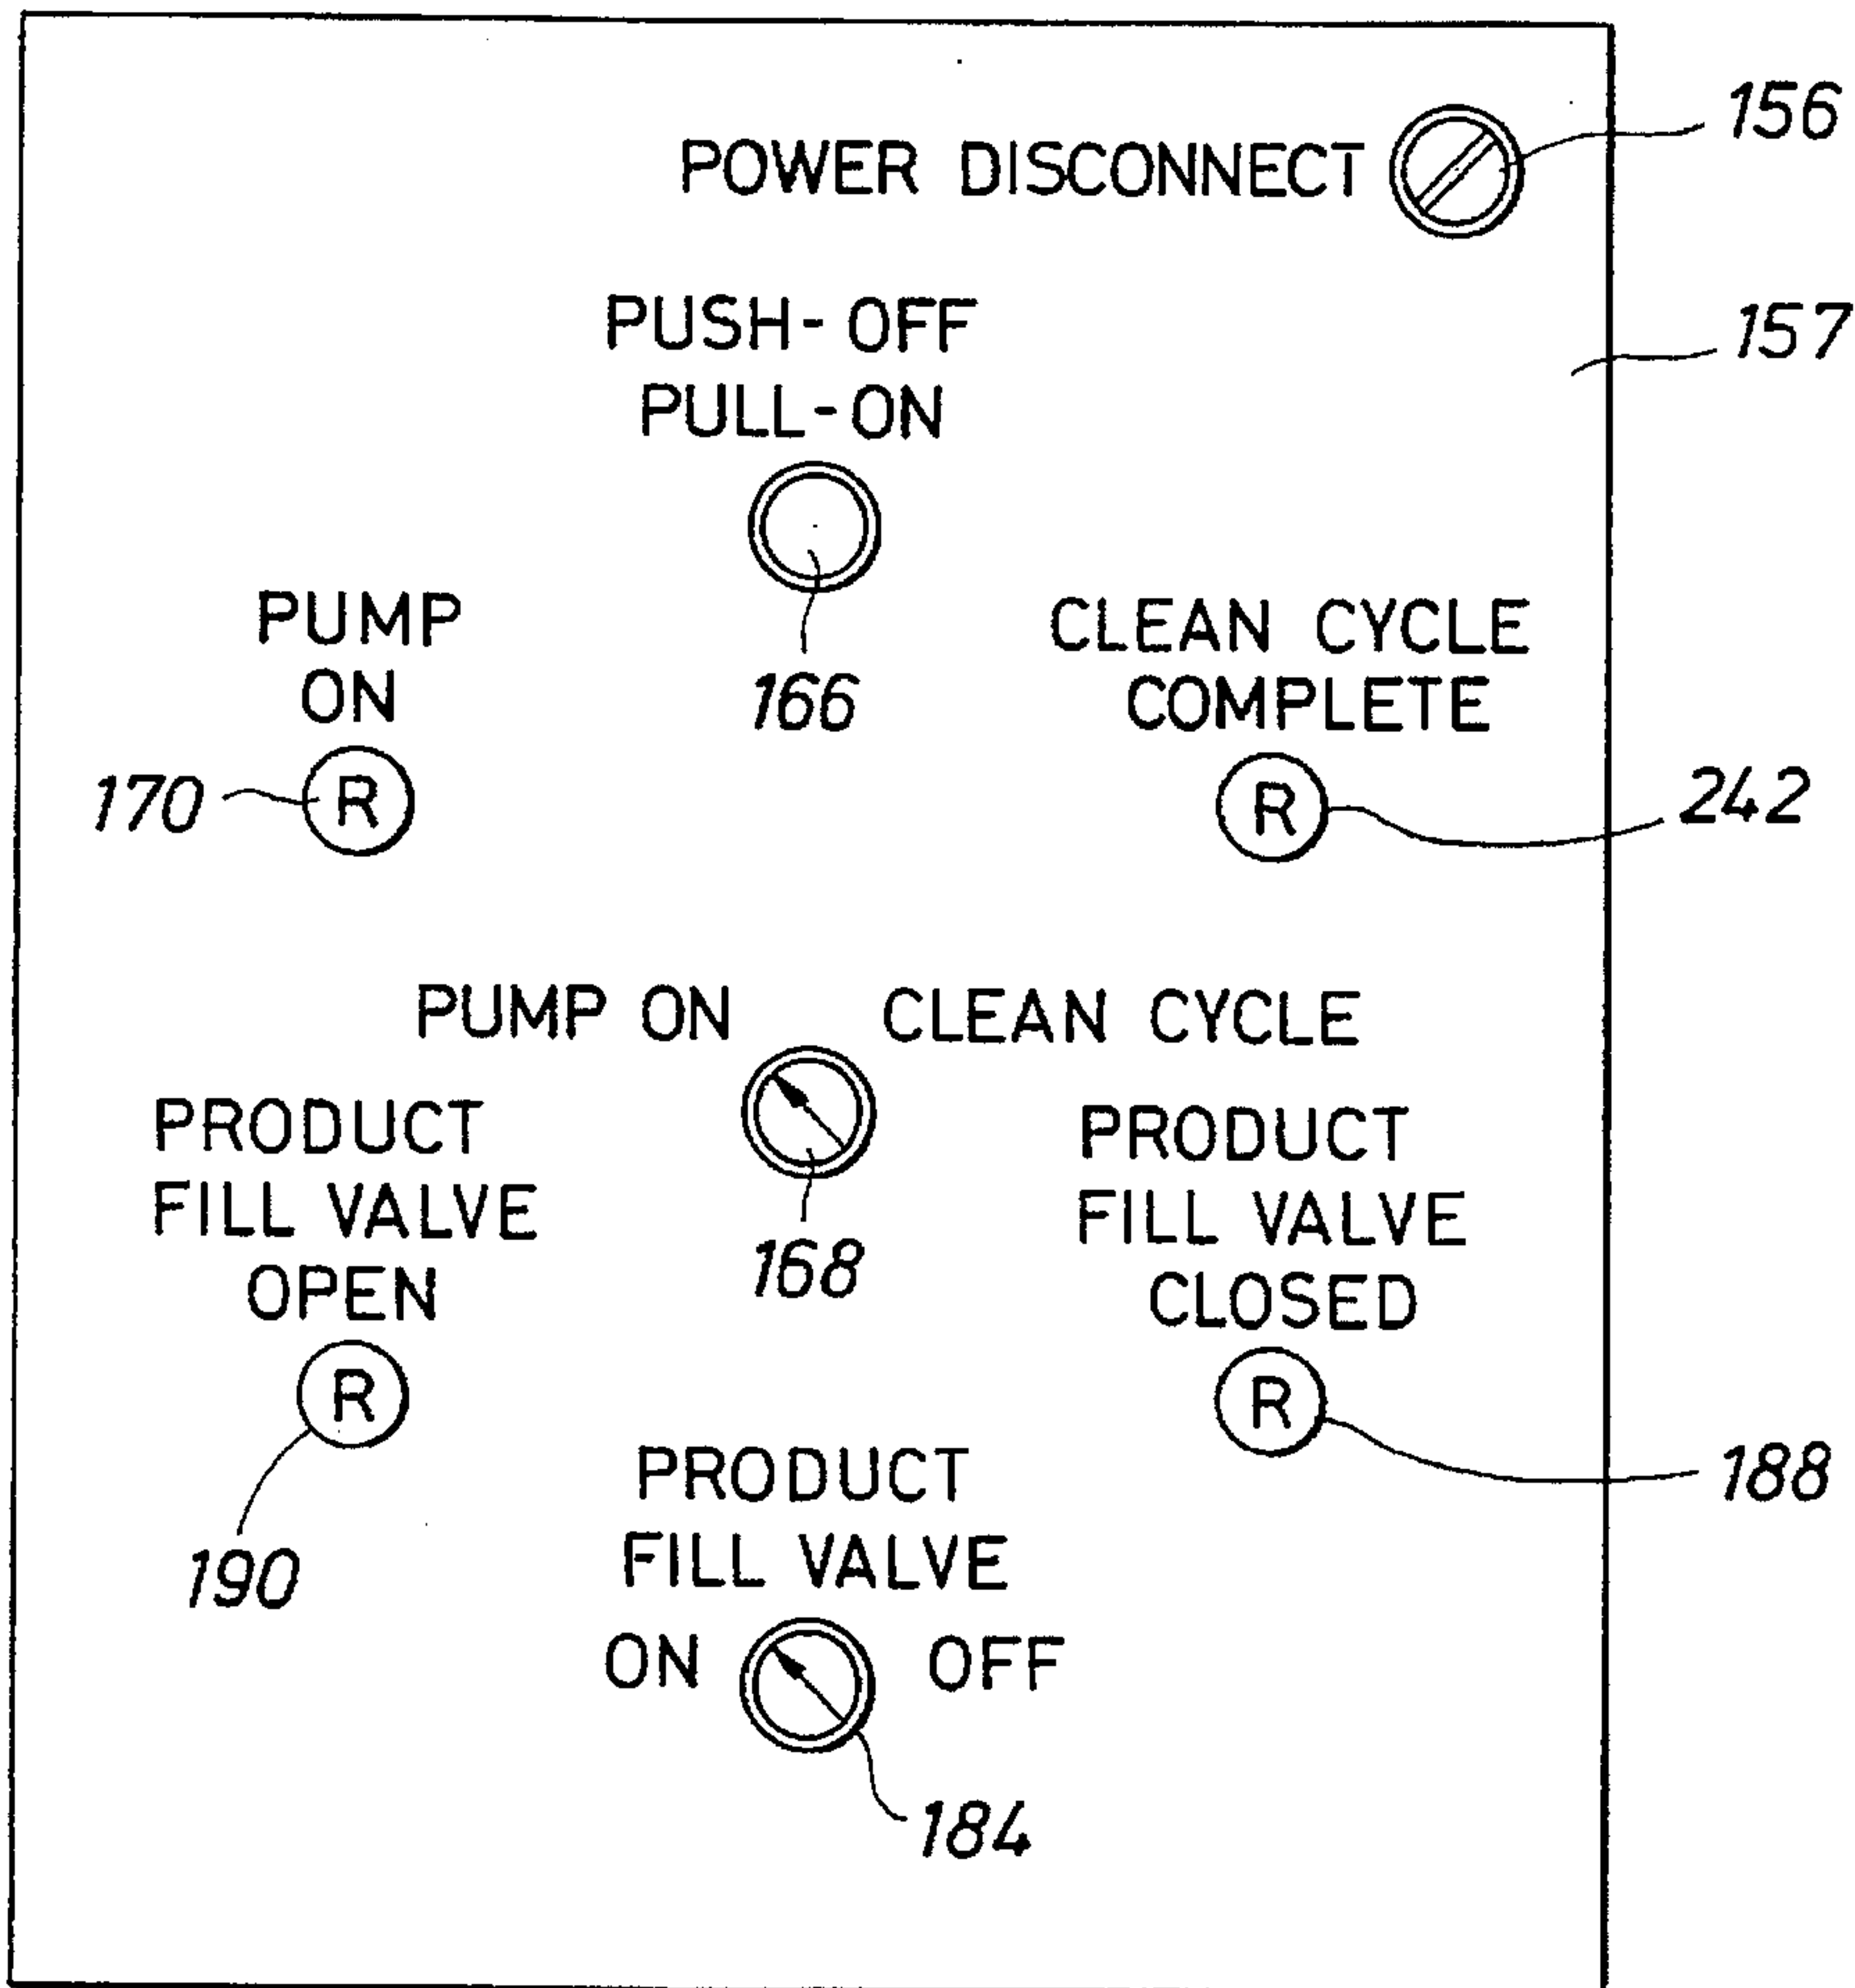 156
POWER DISCONNECT
157
PUSH-OFF
PULL-ON
166
PUMP
ON
170
R
CLEAN CYCLE
COMPLETE
R
242
PUMP ON CLEAN CYCLE
168
PRODUCT
FILL VALVE
OPEN
R
190
PRODUCT
FILL VALVE
CLOSED
R
188
PRODUCT
FILL VALVE
ON OFF
184